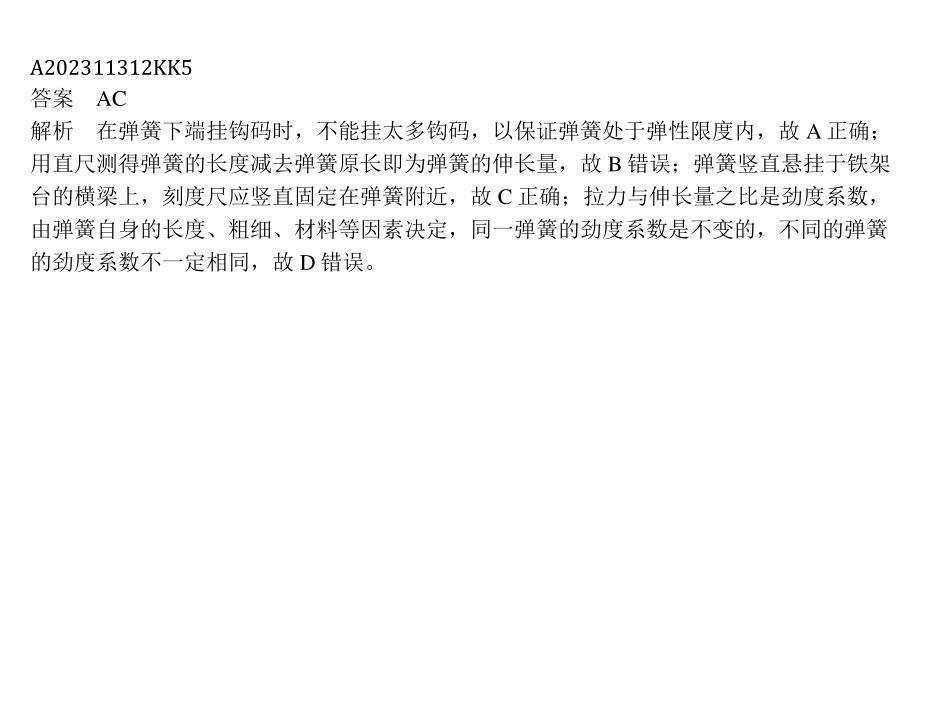 A202311312KK5
答案　AC
解析　在弹簧下端挂钩码时，不能挂太多钩码，以保证弹簧处于弹性限度内，故 A 正确；
用直尺测得弹簧的长度减去弹簧原长即为弹簧的伸长量，故 B 错误；弹簧竖直悬挂于铁架
台的横梁上，刻度尺应竖直固定在弹簧附近，故 C 正确；拉力与伸长量之比是劲度系数，
由弹簧自身的长度、粗细、材料等因素决定，同一弹簧的劲度系数是不变的，不同的弹簧
的劲度系数不一定相同，故 D 错误。